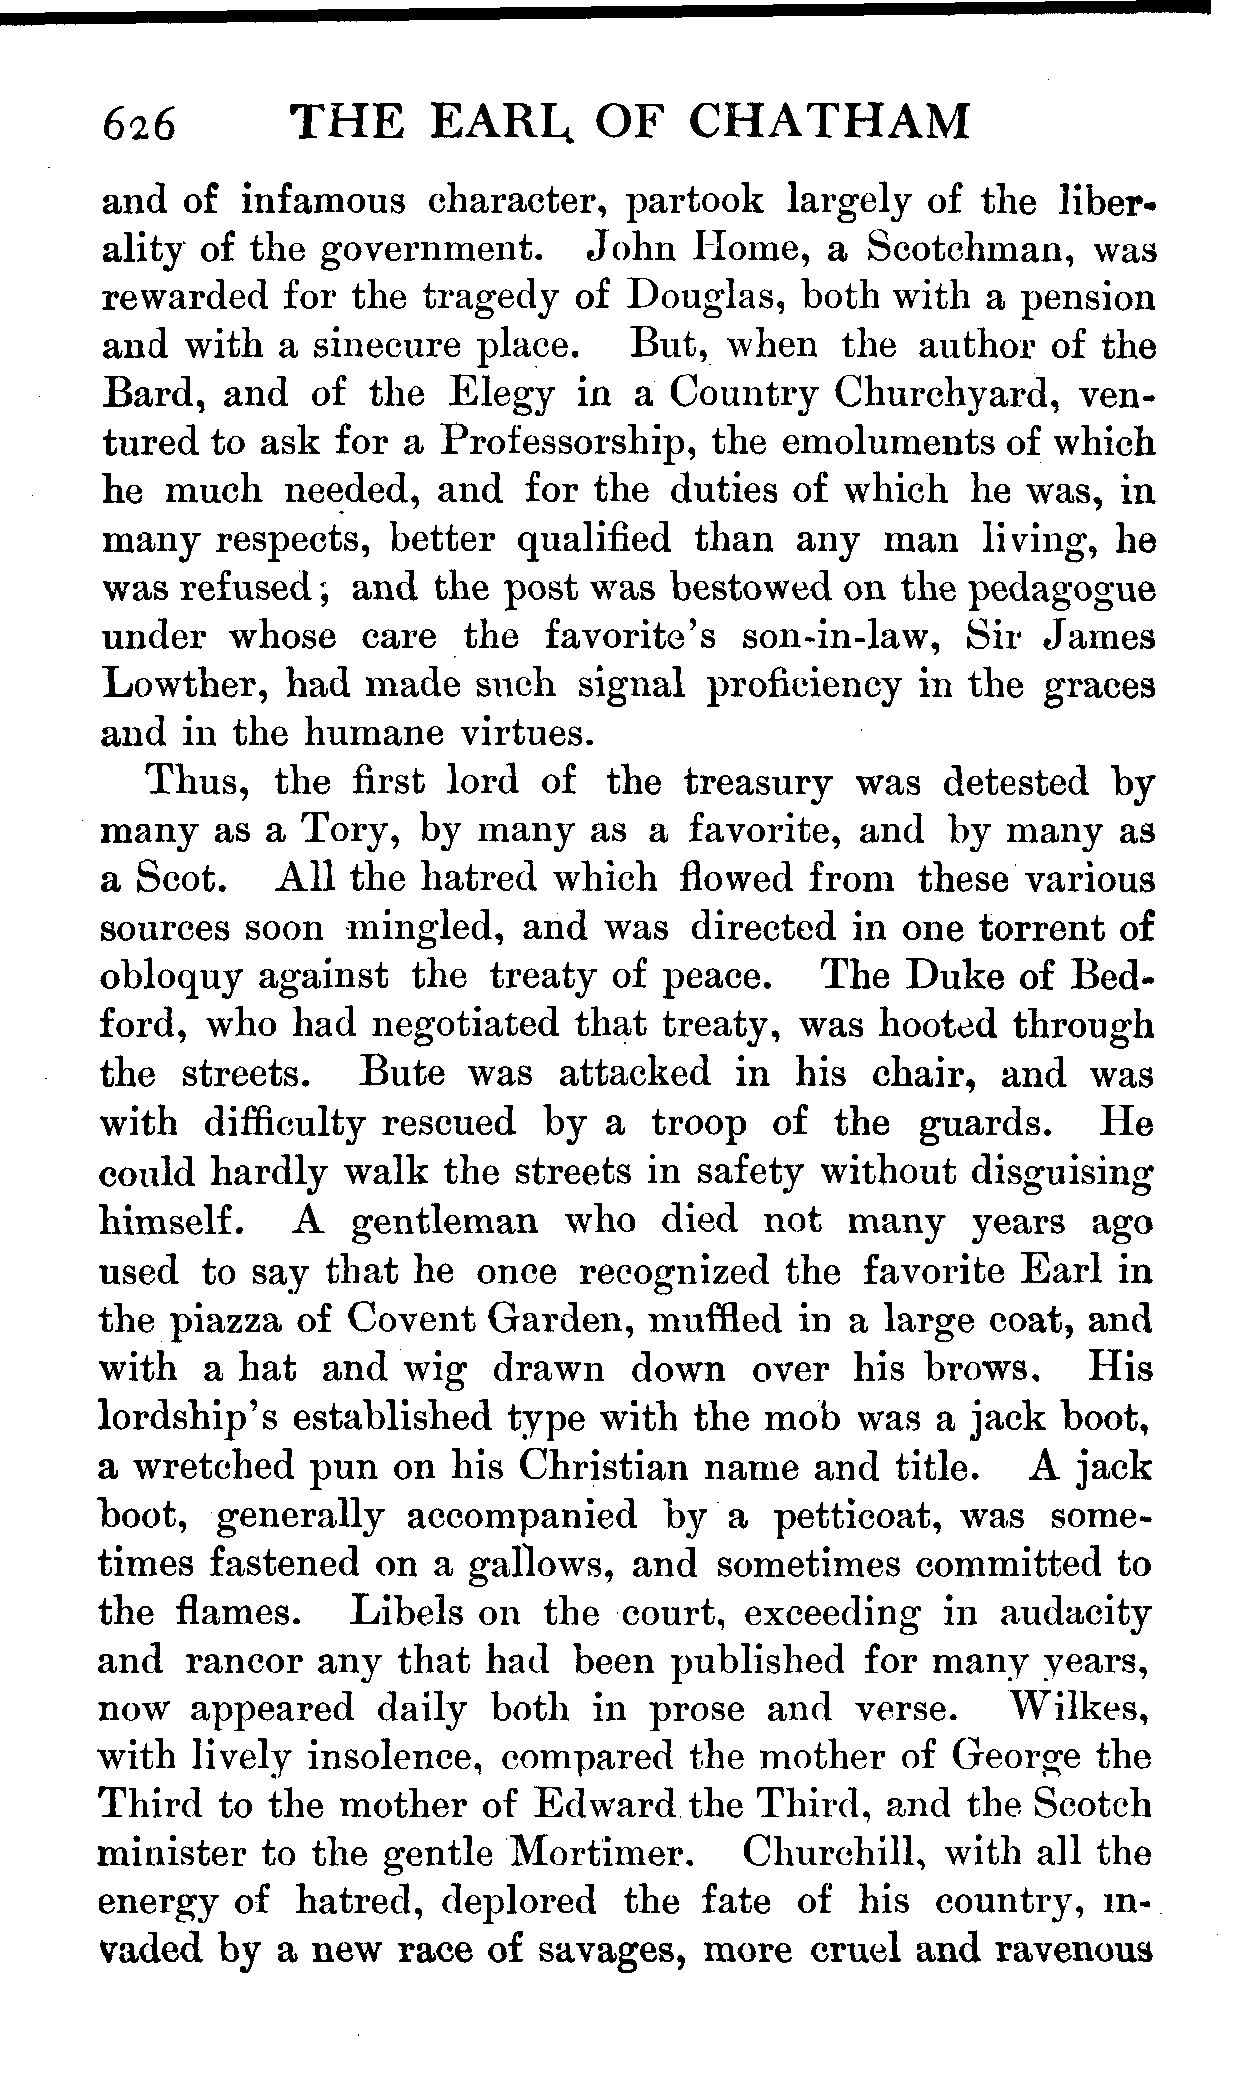 626 THE EARL OF CHATHAM
and of infamous character, partook largely of the liber-
ality of the government. John Home, a Scotchman, was
rewarded for the tragedy of Douglas, both with a pension
and with a sinecure place. But, when the author of the
Bard, and of the Elegy in a Country Churchyard, ven-
tured to ask for a Professorship, the emoluments of which
he much needed, and for the duties of which he was, in
many respects, better qualified than any man living, he
was refused; and the post was bestowed on the pedagogue
under whose care the favorite's son-in-law, Sir James
Lowther, had made such signal proficiency in the graces
and in the humane virtues.
Thus, the first lord of the treasury was detested by
many as a Tory, by many as a favorite, and by many as
a Scot. All the hatred which flowed from these various
sources soon mingled, and was directed in one torrent of
obloquy against the treaty of peace. The Duke of Bed-
ford, who had negotiated that treaty, was hooted through
the streets. Bute was attacked in his chair, and was
with difficulty rescued by a troop of the guards. He
could hardly walk the streets in safety without disguising
himself. A gentleman who died not many years ago
used to say that he once recognized the favorite Earl in
the piazza of Covent Garden, muffled in a large coat, and
with a hat and wig drawn down over his brows. His
lordship's established type with the mob was a jack boot,
a wretched pun on his Christian name and title. A jack
boot, generally accompanied by a petticoat, was some-
times fastened on a gallows, and sometimes committed to
the flames. Libels on the court, exceeding in audacity
and rancor any that had been published for many years,
now appeared daily both in prose and verse. Wilkes,
with lively insolence, compared the mother of George the
Third to the mother of Edward the Third, and the Scotch
minister to the gentle Mortimer. Churchill, with all the
energy of hatred, deplored the fate of his country, in-
vaded by a new race of savages, more cruel and ravenous